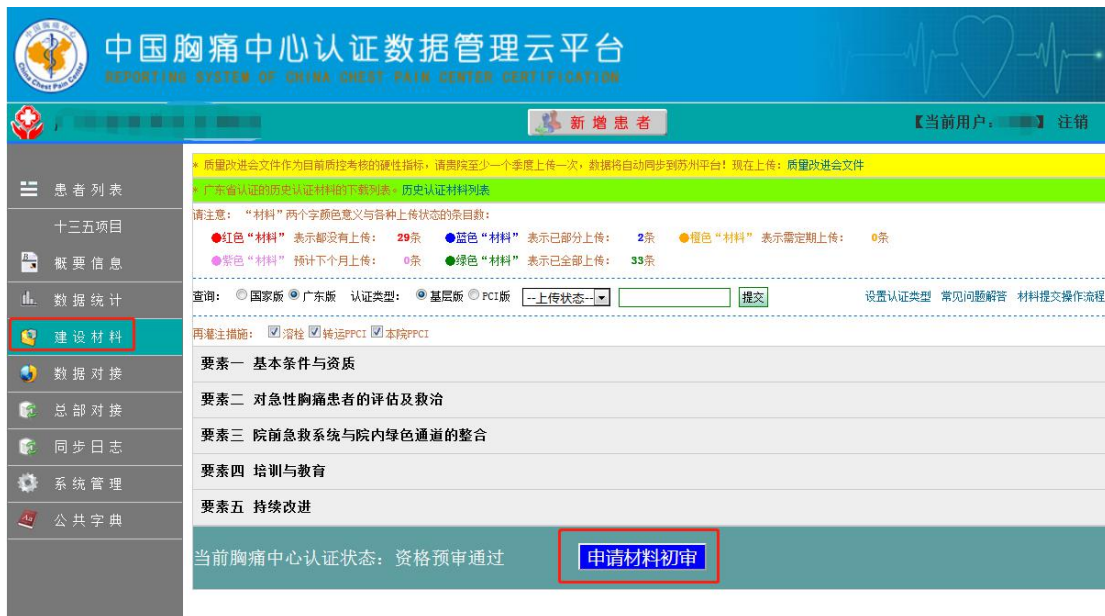 中国胸痛中心认证数据管理云平台
REPORTING SYSTEM OF CHINA CHEST PAIN CENTER CERTIFICATION
新增患者
【当前用户: 】 注销
* 质量改进会文件作为目前质控考核的硬性指标，请贵院至少一个季度上传一次，数据将自动同步到苏州平台！现在上传：质量改进会文件
* 广东省认证的历史认证材料的下载列表。历史认证材料列表
请注意： “材料”两个字颜色意义与各种上传状态的条目数：
●红色“材料” 表示都没有上传： 29条 ●蓝色“材料” 表示已部分上传： 2条 ●橙色“材料” 表示需定期上传： 0条
●紫色“材料” 预计下个月上传： 0条 ●绿色“材料” 表示已全部上传： 33条
查询： 国家版 广东版 认证类型： 基层版 PCI版 --上传状态-- 提交 设置认证类型 常见问题解答 材料提交操作流程
再灌注措施： 溶栓 转运PPCI 本院PPCI
要素一 基本条件与资质
要素二 对急性胸痛患者的评估及救治
要素三 院前急救系统与院内绿色通道的整合
要素四 培训与教育
要素五 持续改进
当前胸痛中心认证状态：资格预审通过 申请材料初审
患者列表
十三五项目
概要信息
数据统计
建设材料
数据对接
总部对接
同步日志
系统管理
公共字典